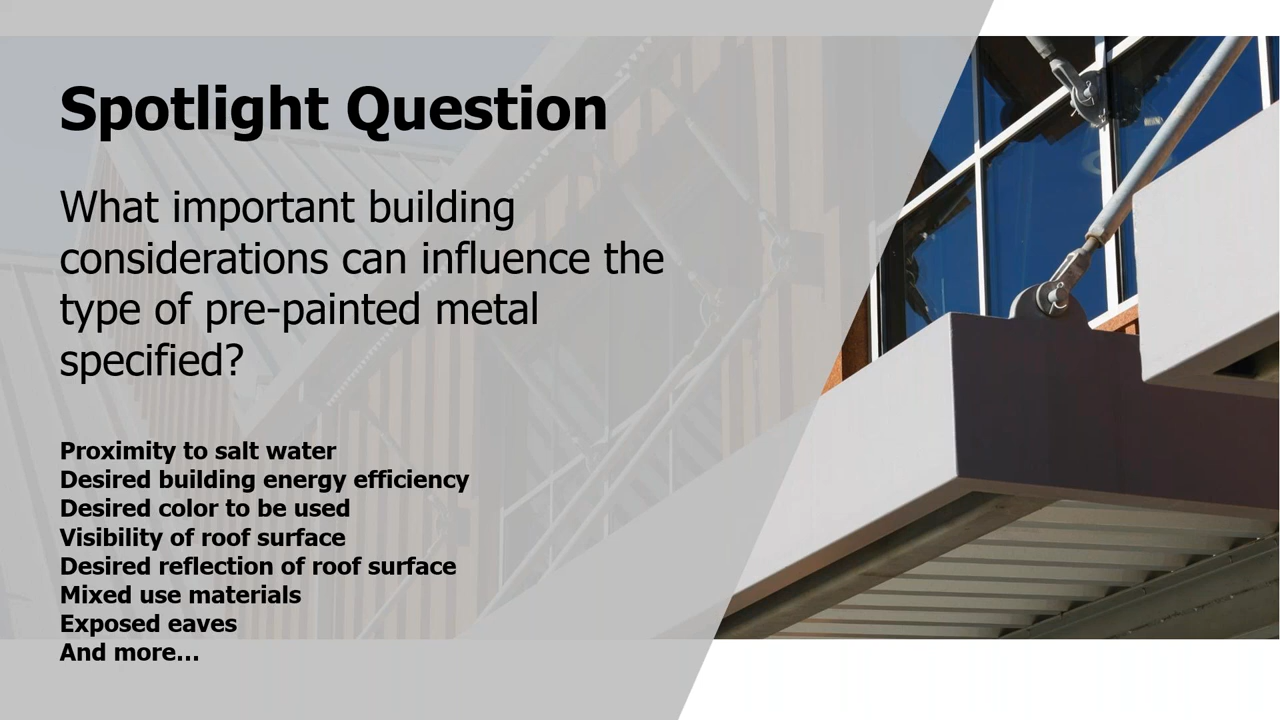 Spotlight Question
What important building
considerations can influence the
type of pre-painted metal
specified?
Proximity to salt water
Desired building energy efficiency
Desired color to be used
Visibility of roof surface
Desired reflection of roof surface
Mixed use materials
Exposed eaves
And more...